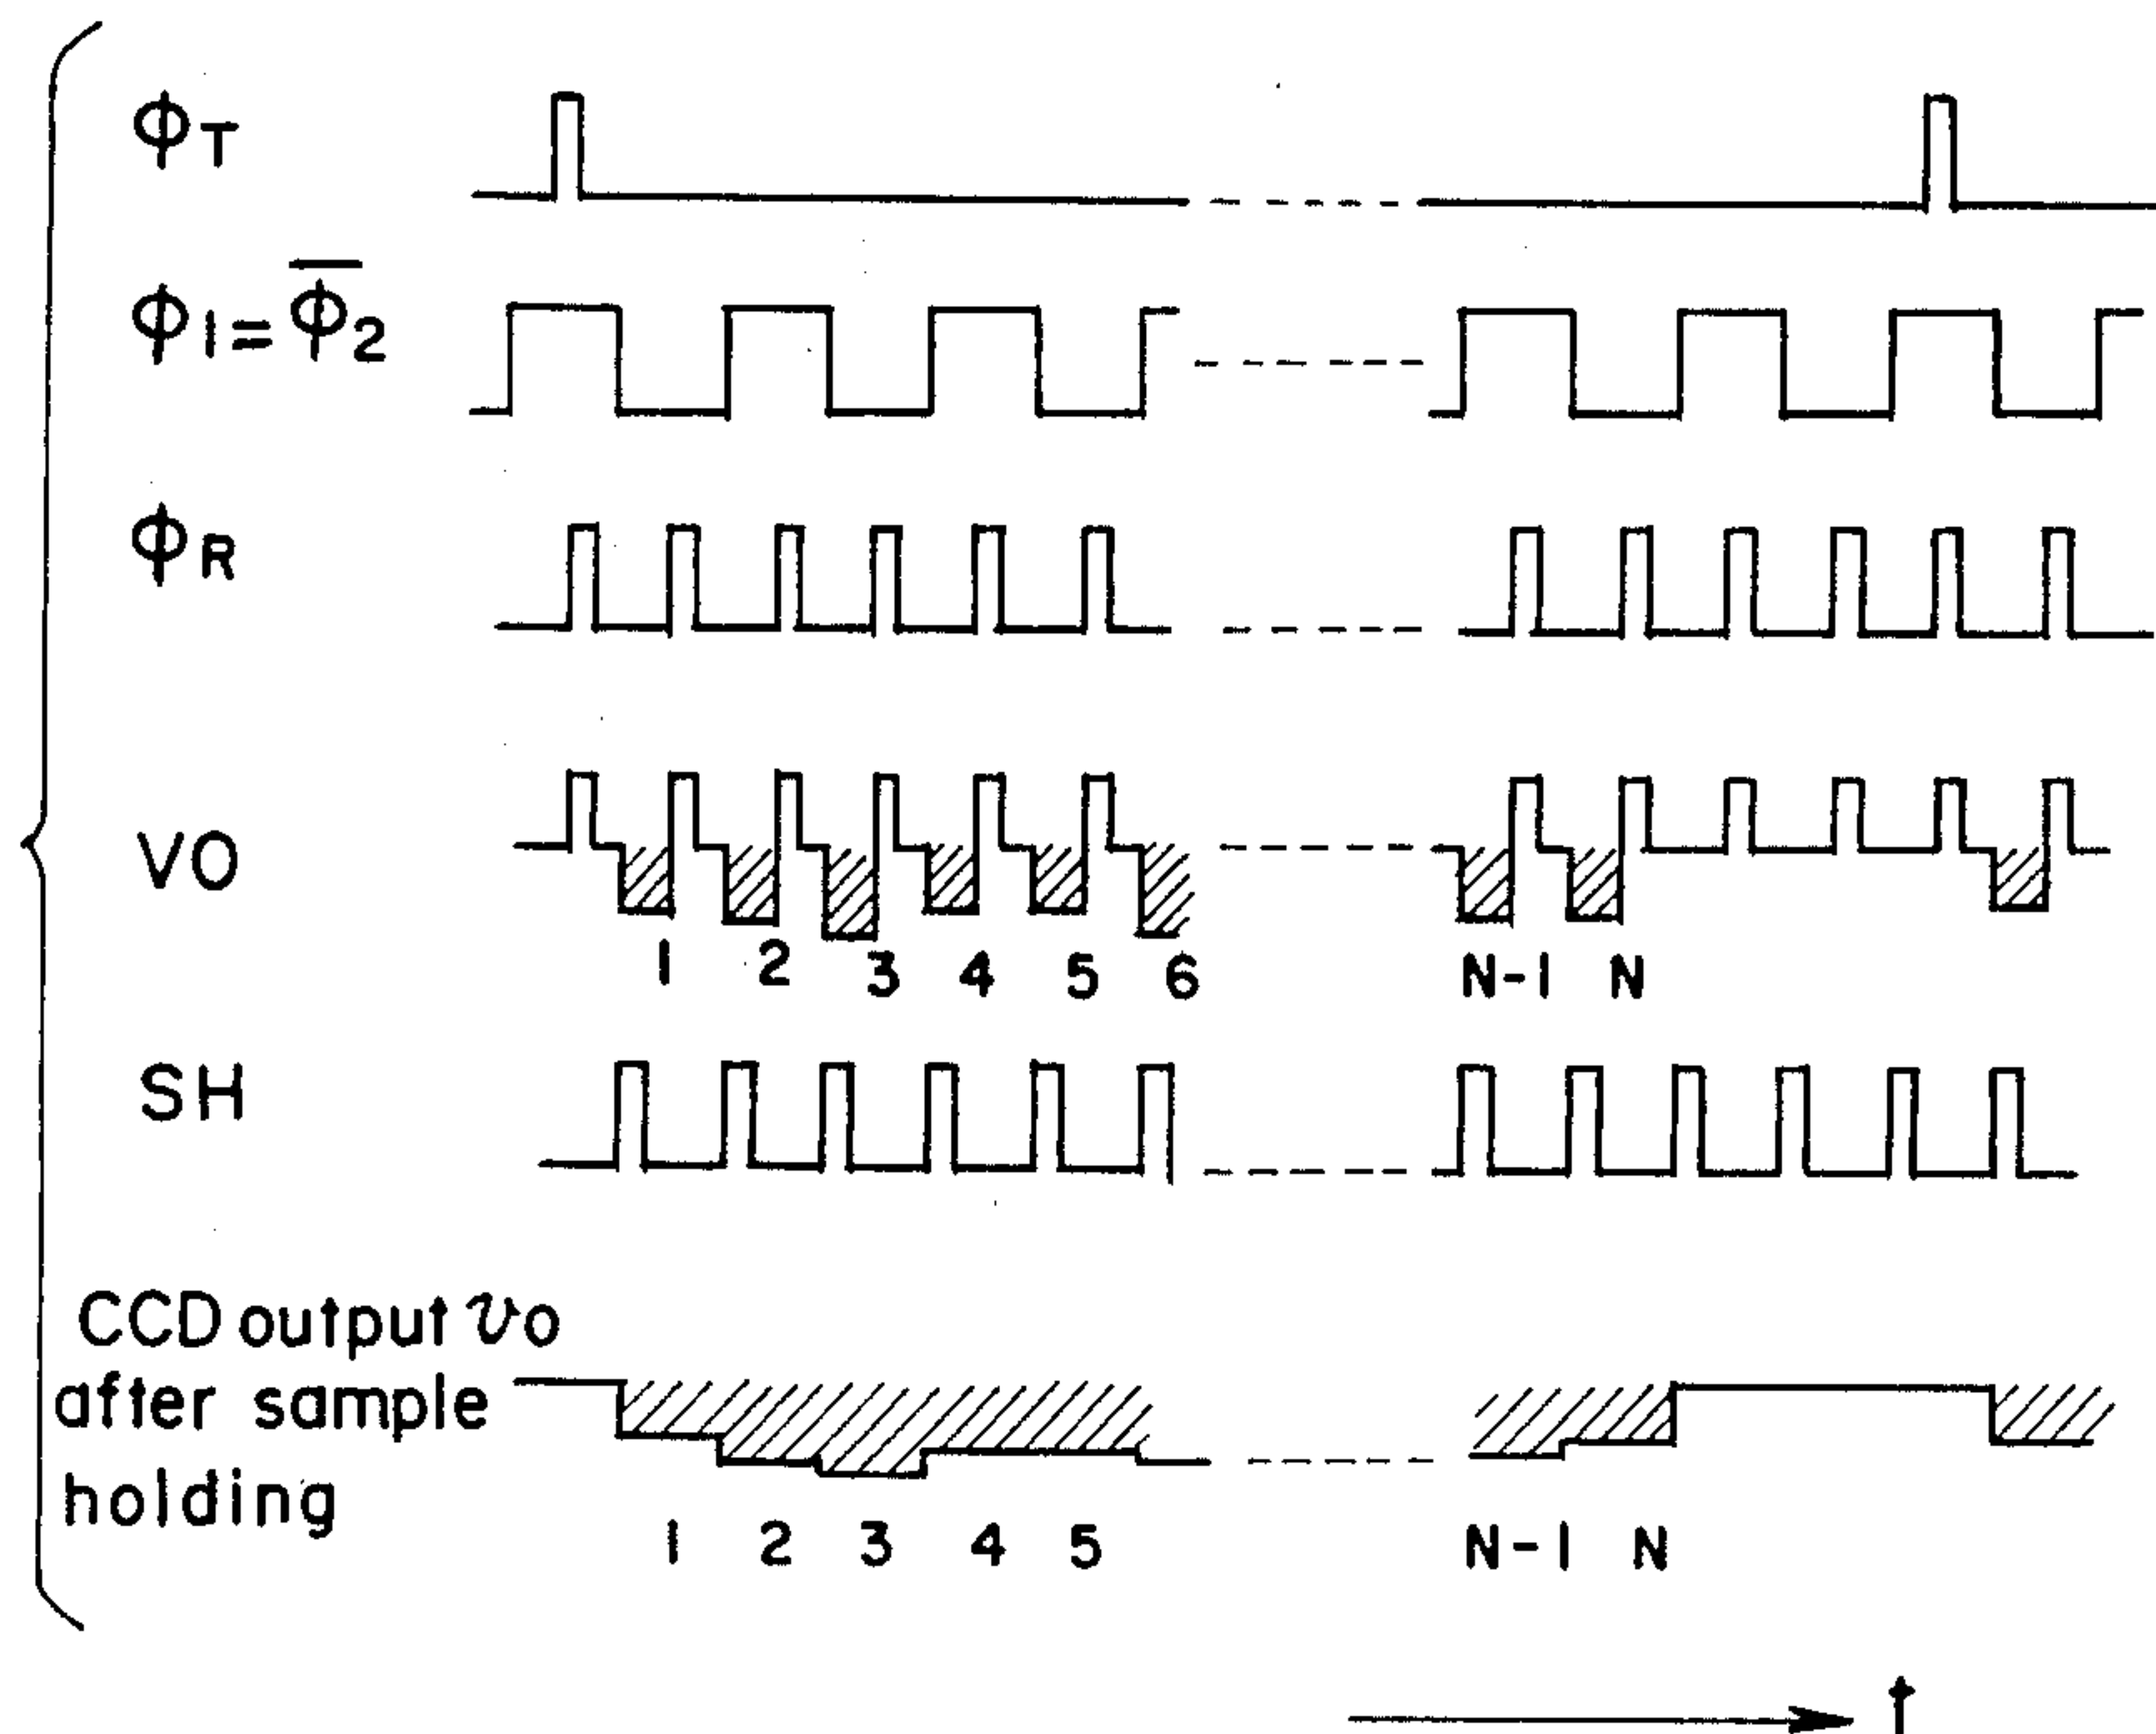 ϕT
ϕ1=ϕ̅2
ϕR
VO
1 2 3 4 5 6 N-1 N
SH
CCD output vo
after sample
holding
1 2 3 4 5 N-1 N
t